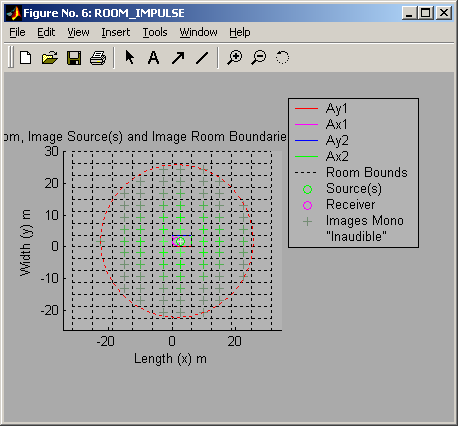 Figure No. 6: ROOM_IMPULSE
File Edit View Insert Tools Window Help
A
om, Image Source(s) and Image Room Boundarie
Ay1
Ax1
Ay2
Ax2
Room Bounds
Source(s)
Receiver
Images Mono
"Inaudible"
30
20
10
0
-10
-20
Width (y) m
-20 0 20
Length (x) m